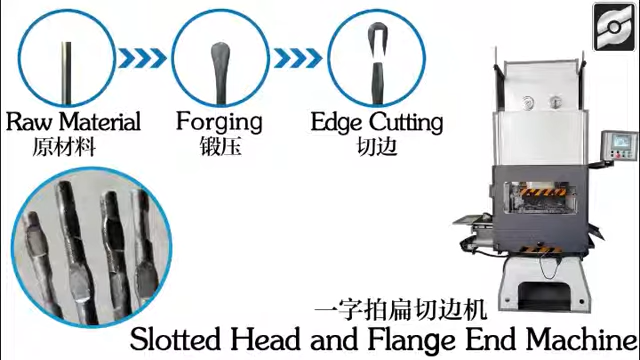 Raw Material
原材料
Forging
锻压
Edge Cutting
切边
一字拍扁切边机
Slotted Head and Flange End Machine